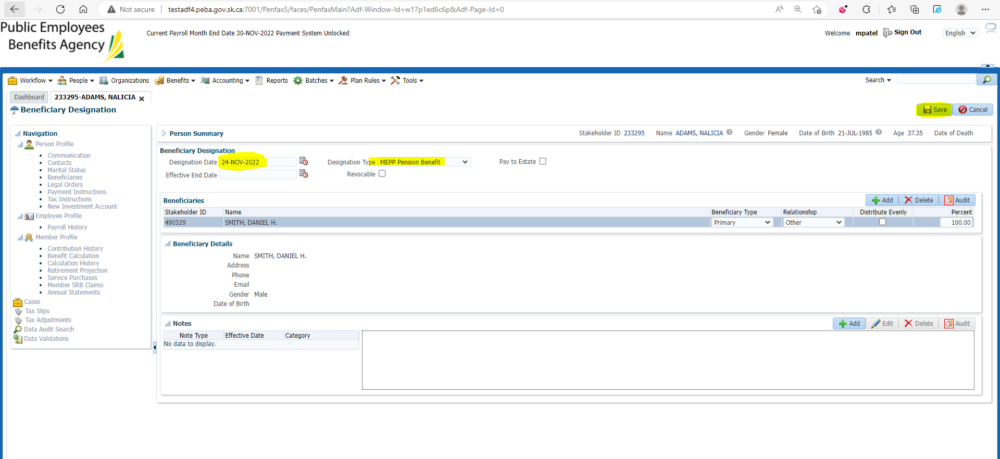 Not secure | testadf4.peba.gov.sk.ca:7001/Penfax5/faces/PenfaxMain?Adf-Window-Id=w17p1ed6c6p&Adf-Page-Id=0
Public Employees
Benefits Agency
Current Payroll Month End Date 30-NOV-2022 Payment System Unlocked
Welcome mpatel Sign Out English
Workflow People Organizations Benefits Accounting Reports Batches Plan Rules Tools Search
Dashboard 233295-ADAMS, NALICIA
Beneficiary Designation
Save Cancel
Navigation
Person Profile
Communication
Contacts
Marital Status
Beneficiaries
Legal Orders
Payment Instructions
Tax Instructions
New Investment Account
Employee Profile
Payroll History
Member Profile
Contribution History
Benefit Calculation
Calculation History
Retirement Projection
Service Purchases
Member SRB Claims
Annual Statements
Cases
Tax Slips
Tax Adjustments
Data Audit Search
Data Validations
Person Summary Stakeholder ID 233295 Name ADAMS, NALICIA Gender Female Date of Birth 21-JUL-1985 Age 37.35 Date of Death
Beneficiary Designation
Designation Date 24-NOV-2022 Designation Type MEPP Pension Benefit Pay to Estate
Effective End Date Revocable
Beneficiaries Add Delete Audit
Stakeholder ID Name Beneficiary Type Relationship Distribute Evenly Percent
490329 SMITH, DANIEL H. Primary Other 100.00
Beneficiary Details
Name SMITH, DANIEL H.
Address
Phone
Email
Gender Male
Date of Birth
Notes Add Edit Delete Audit
Note Type Effective Date Category
No data to display.